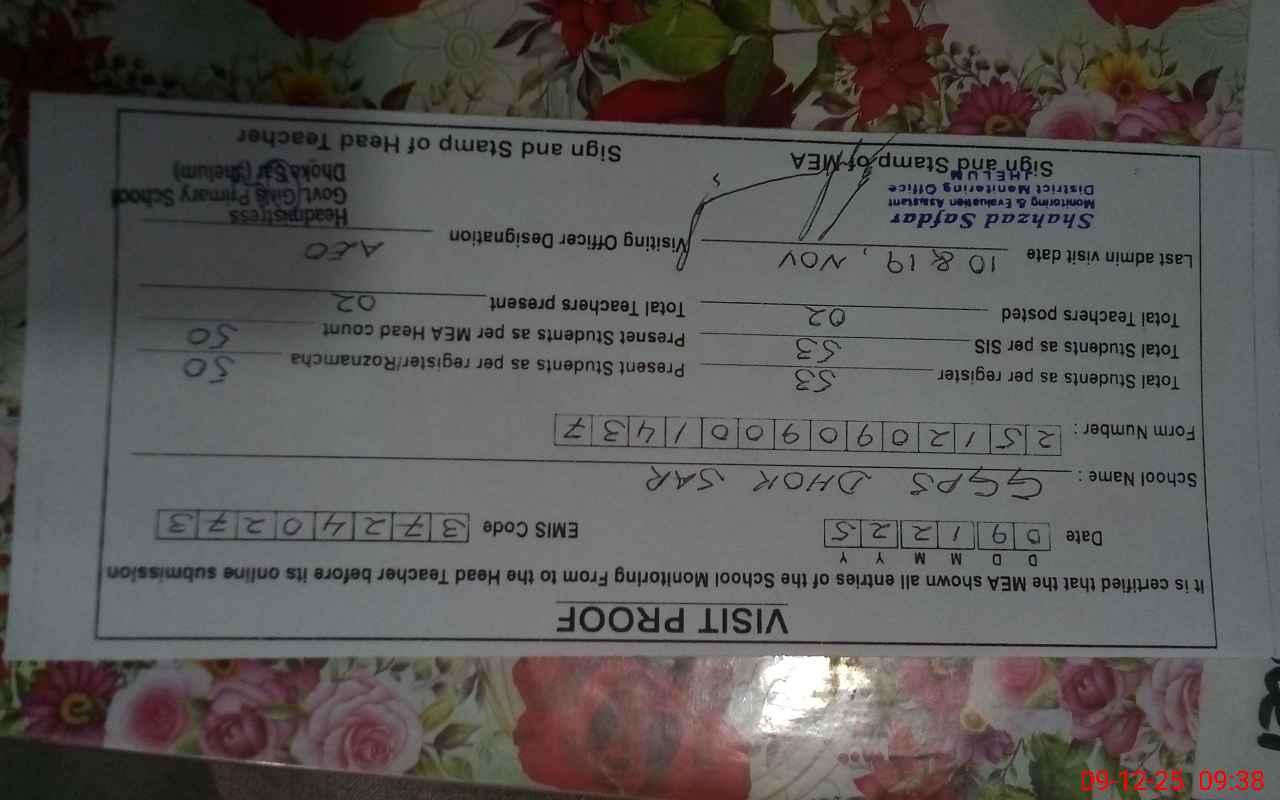 VISIT PROOF
It is certified that the MEA shown all entries of the School Monitoring From to the Head Teacher before its online submission
D D M M Y Y
Date 0 9 1 2 2 5 EMIS Code 3 7 2 4 0 2 7 3
School Name : GGPS DHOK SAR
Form Number : 2 5 1 2 0 9 0 9 0 0 1 4 3 7
Total Students as per register 53 Present Students as per register/Roznamcha 50
Total Students as per SIS 53 Presnet Students as per MEA Head count 50
Total Teachers posted 02 Total Teachers present 02
Last admin visit date 10 & 19, NOV Visiting Officer Designation AEO
Shahzad Safdar
Monitoring & Evaluation Assistant
District Monitoring Office
JHELUM
Headmistress
Govt. Girls Primary School
Dhoke Sar (Jhelum)
Sign and Stamp of MEA Sign and Stamp of Head Teacher
09-12-25 09:38